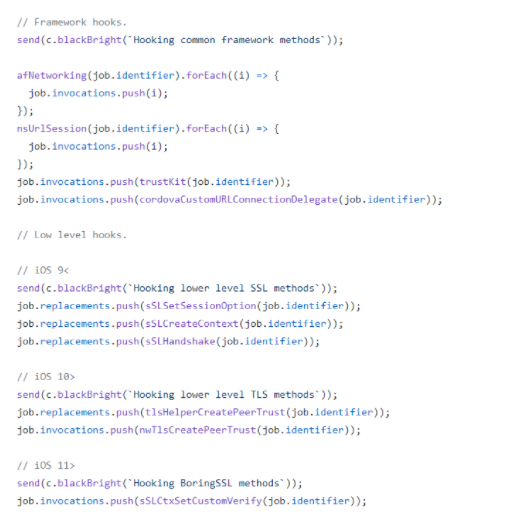 // Framework hooks.
send(c.blackBright(`Hooking common framework methods`));
afNetworking(job.identifier).forEach((i) => {
job.invocations.push(i);
});
nsUrlSession(job.identifier).forEach((i) => {
job.invocations.push(i);
});
job.invocations.push(trustKit(job.identifier));
job.invocations.push(cordovaCustomURLConnectionDelegate(job.identifier));
// Low level hooks.
// iOS 9<
send(c.blackBright(`Hooking lower level SSL methods`));
job.replacements.push(sSLSetSessionOption(job.identifier));
job.replacements.push(sSLCreateContext(job.identifier));
job.replacements.push(sSLHandshake(job.identifier));
// iOS 10>
send(c.blackBright(`Hooking lower level TLS methods`));
job.replacements.push(tlsHelperCreatePeerTrust(job.identifier));
job.invocations.push(nwTlsCreatePeerTrust(job.identifier));
// iOS 11>
send(c.blackBright(`Hooking BoringSSL methods`));
job.invocations.push(sSLCtxSetCustomVerify(job.identifier));